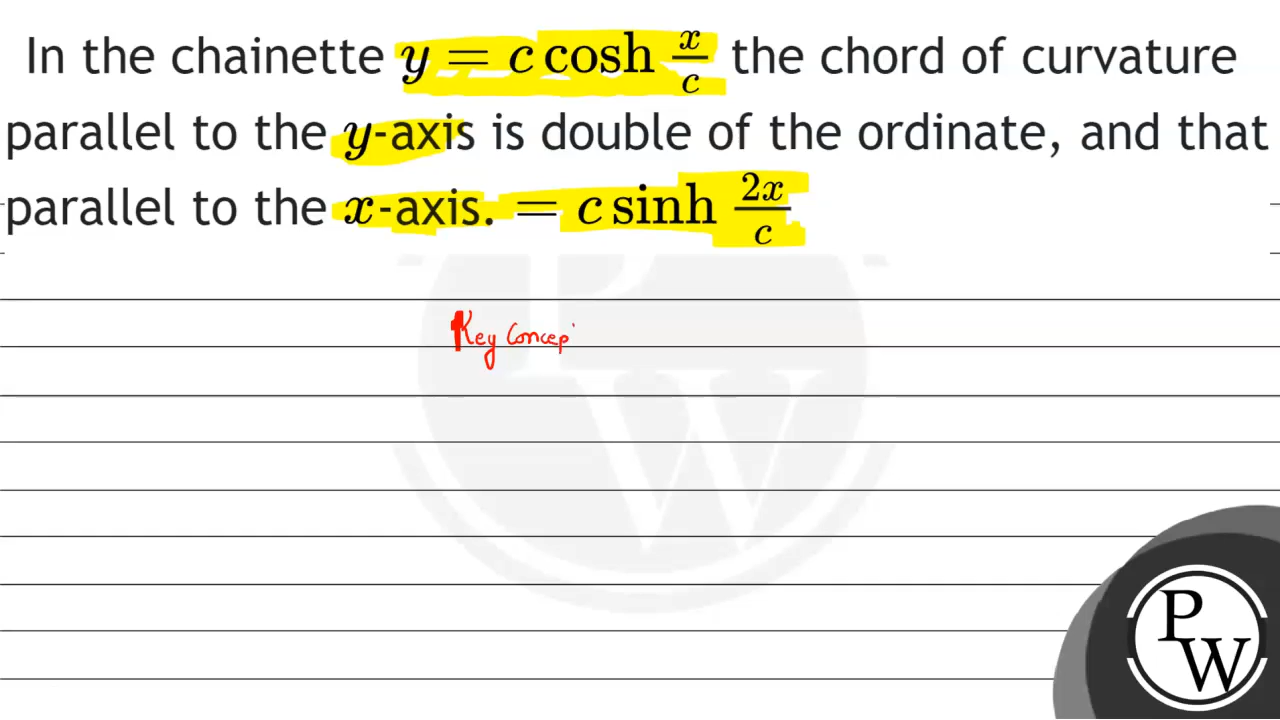 In the chainette y = c cosh x/c the chord of curvature
parallel to the y-axis is double of the ordinate, and that
parallel to the x-axis. = c sinh 2x/c
Key Concep
PW
PW